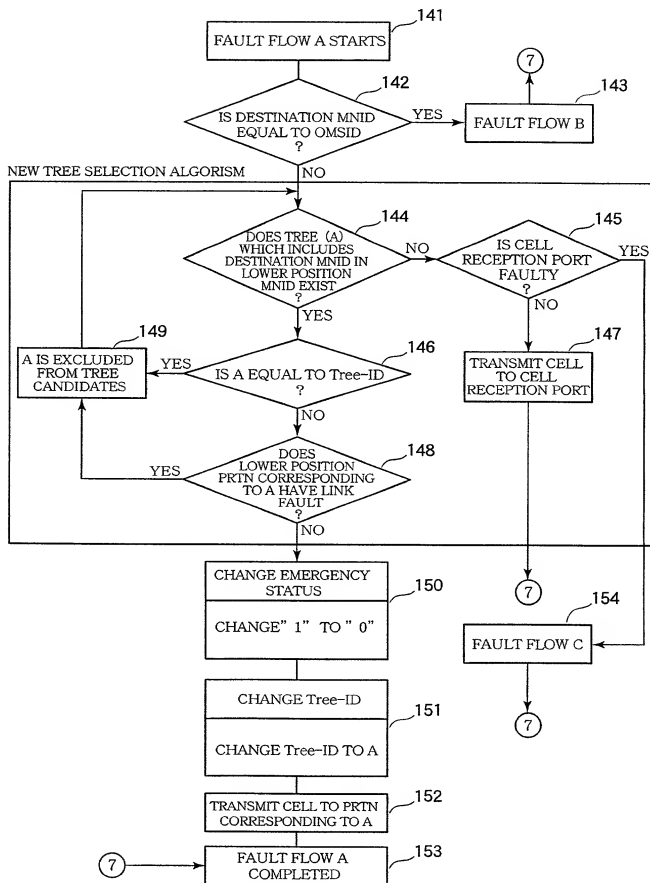 141
FAULT FLOW A STARTS
142
IS DESTINATION MNID
EQUAL TO OMSID
?
YES
NO
7
143
FAULT FLOW B
NEW TREE SELECTION ALGORISM
144
DOES TREE (A)
WHICH INCLUDES
DESTINATION MNID IN
LOWER POSITION
MNID EXIST
?
NO
YES
145
IS CELL
RECEPTION PORT
FAULTY
?
YES
NO
149
A IS EXCLUDED
FROM TREE
CANDIDATES
YES
146
IS A EQUAL TO Tree-ID
?
NO
147
TRANSMIT CELL
TO CELL
RECEPTION PORT
148
YES
DOES
LOWER POSITION
PRTN CORRESPONDING
TO A HAVE LINK
FAULT
?
NO
7
150
CHANGE EMERGENCY
STATUS
CHANGE" 1" TO " 0"
154
FAULT FLOW C
7
151
CHANGE Tree-ID
CHANGE Tree-ID TO A
152
TRANSMIT CELL TO PRTN
CORRESPONDING TO A
7
153
FAULT FLOW A
COMPLETED